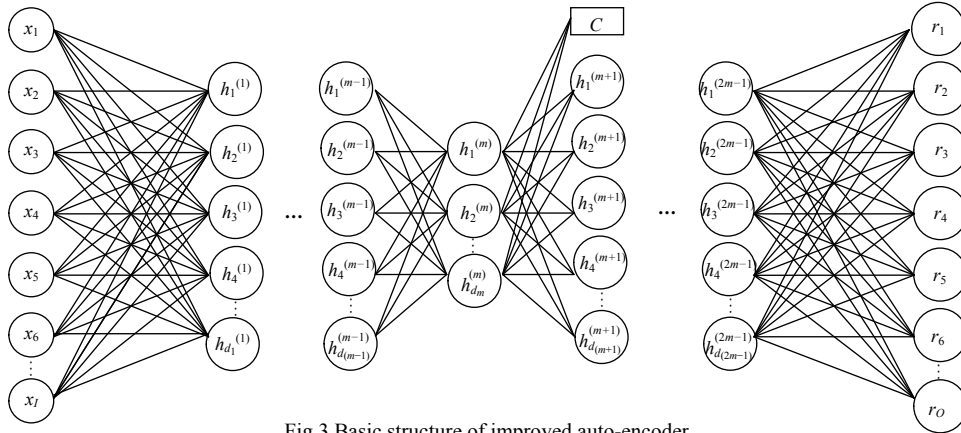 x1
x2
x3
x4
x5
x6
xI
h1(1)
h2(1)
h3(1)
h4(1)
hd1(1)
...
h1(m−1)
h2(m−1)
h3(m−1)
h4(m−1)
hd(m−1)(m−1)
h1(m)
h2(m)
hdm(m)
C
h1(m+1)
h2(m+1)
h3(m+1)
h4(m+1)
hd(m+1)(m+1)
...
h1(2m−1)
h2(2m−1)
h3(2m−1
h4(2m−1
hd(2m−1)(2m−1)
r1
r2
r3
r4
r5
r6
rO
Fig.3 Basic structure of improved auto-encoder